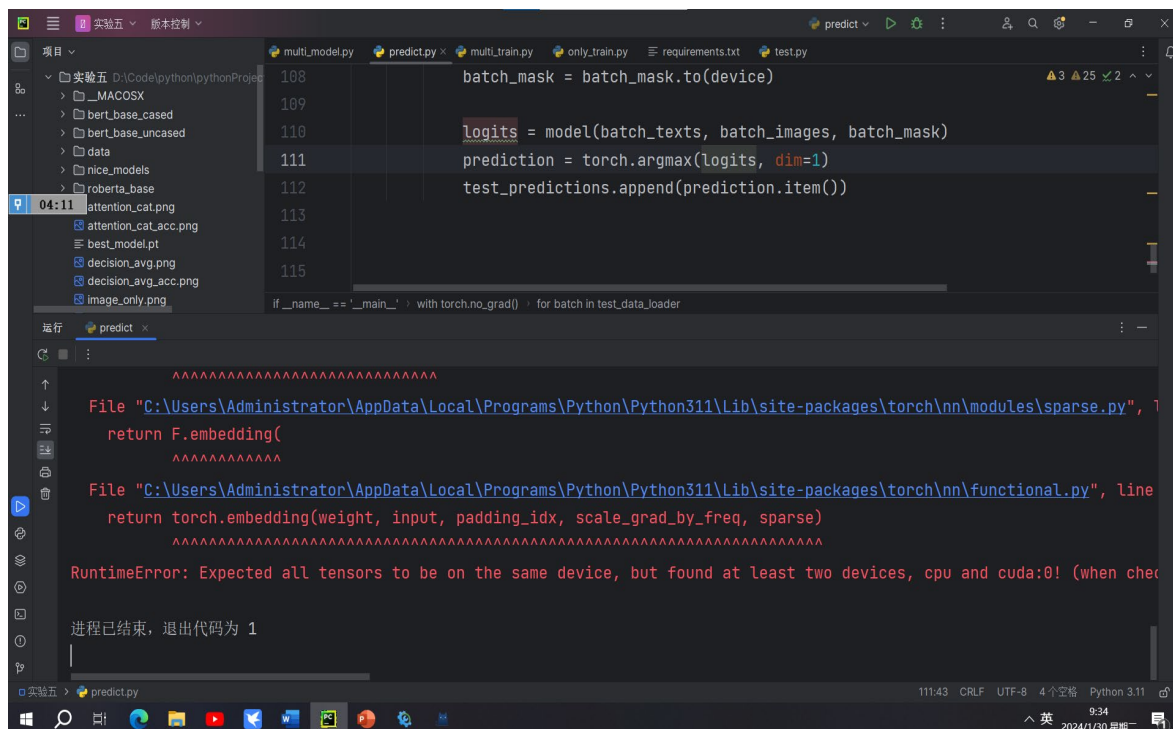 实验五 版本控制 predict
项目 multi_model.py predict.py multi_train.py only_train.py requirements.txt test.py
实验五 D:\Code\python\pythonProjec
__MACOSX
bert_base_cased
bert_base_uncased
data
nice_models
roberta_base
04:11 attention_cat.png
attention_cat_acc.png
best_model.pt
decision_avg.png
decision_avg_acc.png
image_only.png
3 25 2
108 batch_mask = batch_mask.to(device)
109
110 logits = model(batch_texts, batch_images, batch_mask)
111 prediction = torch.argmax(logits, dim=1)
112 test_predictions.append(prediction.item())
113
114
115
if __name__ == '__main__' › with torch.no_grad() › for batch in test_data_loader
运行 predict
^^^^^^^^^^^^^^^^^^^^^^^^^^^^^
File "C:\Users\Administrator\AppData\Local\Programs\Python\Python311\Lib\site-packages\torch\nn\modules\sparse.py", l
return F.embedding(
^^^^^^^^^^^^
File "C:\Users\Administrator\AppData\Local\Programs\Python\Python311\Lib\site-packages\torch\nn\functional.py", line
return torch.embedding(weight, input, padding_idx, scale_grad_by_freq, sparse)
^^^^^^^^^^^^^^^^^^^^^^^^^^^^^^^^^^^^^^^^^^^^^^^^^^^^^^^^^^^^^^^^^^^^^^^
RuntimeError: Expected all tensors to be on the same device, but found at least two devices, cpu and cuda:0! (when chec
进程已结束，退出代码为 1
实验五 › predict.py 111:43 CRLF UTF-8 4 个空格 Python 3.11
英 9:34
2024/1/30 星期二